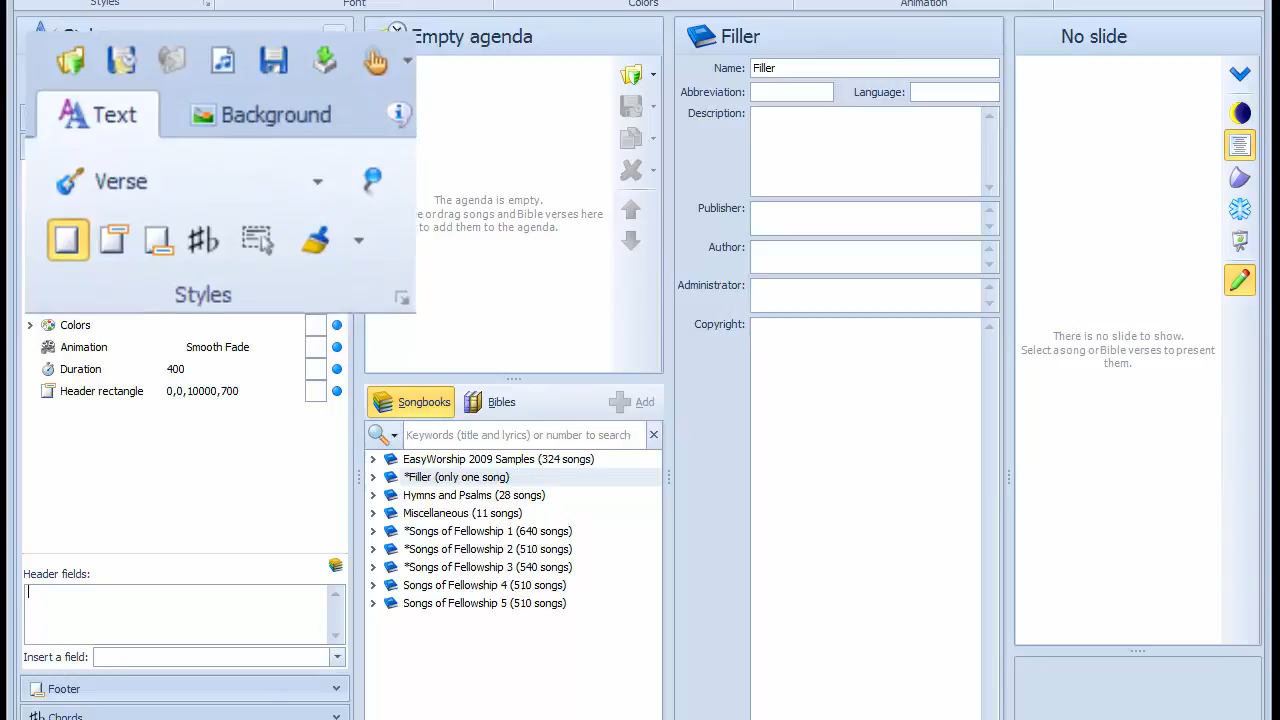 Styles
Font
Colors
Animation
Text
Background
Verse
Styles
Colors
Animation Smooth Fade
Duration 400
Header rectangle 0,0,10000,700
Header fields:
Insert a field:
Footer
Chords
Empty agenda
The agenda is empty.
or drag songs and Bible verses here
to add them to the agenda.
Songbooks
Bibles
Add
Keywords (title and lyrics) or number to search
EasyWorship 2009 Samples (324 songs)
*Filler (only one song)
Hymns and Psalms (28 songs)
Miscellaneous (11 songs)
*Songs of Fellowship 1 (640 songs)
*Songs of Fellowship 2 (510 songs)
*Songs of Fellowship 3 (540 songs)
Songs of Fellowship 4 (510 songs)
Songs of Fellowship 5 (510 songs)
Filler
Name: Filler
Abbreviation:
Language:
Description:
Publisher:
Author:
Administrator:
Copyright:
No slide
There is no slide to show.
Select a song or Bible verses to present
them.